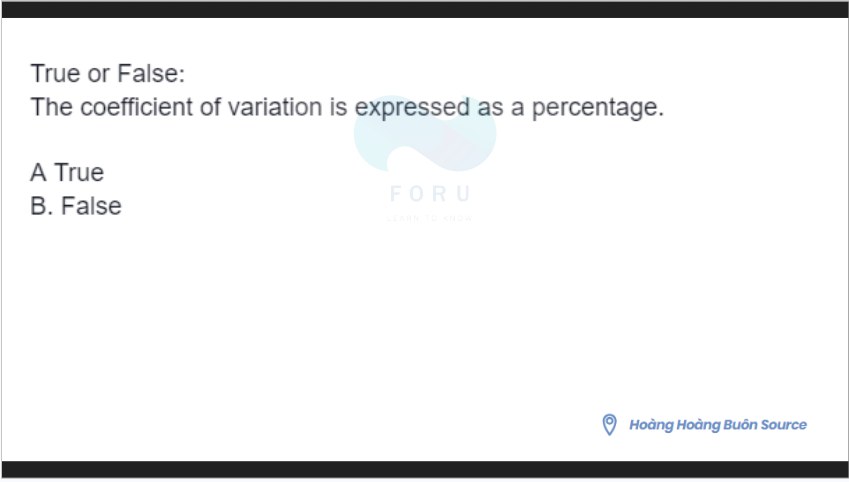 True or False:
The coefficient of variation is expressed as a percentage.
A True
B. False
FORU
Hoàng Hoàng Buôn Source